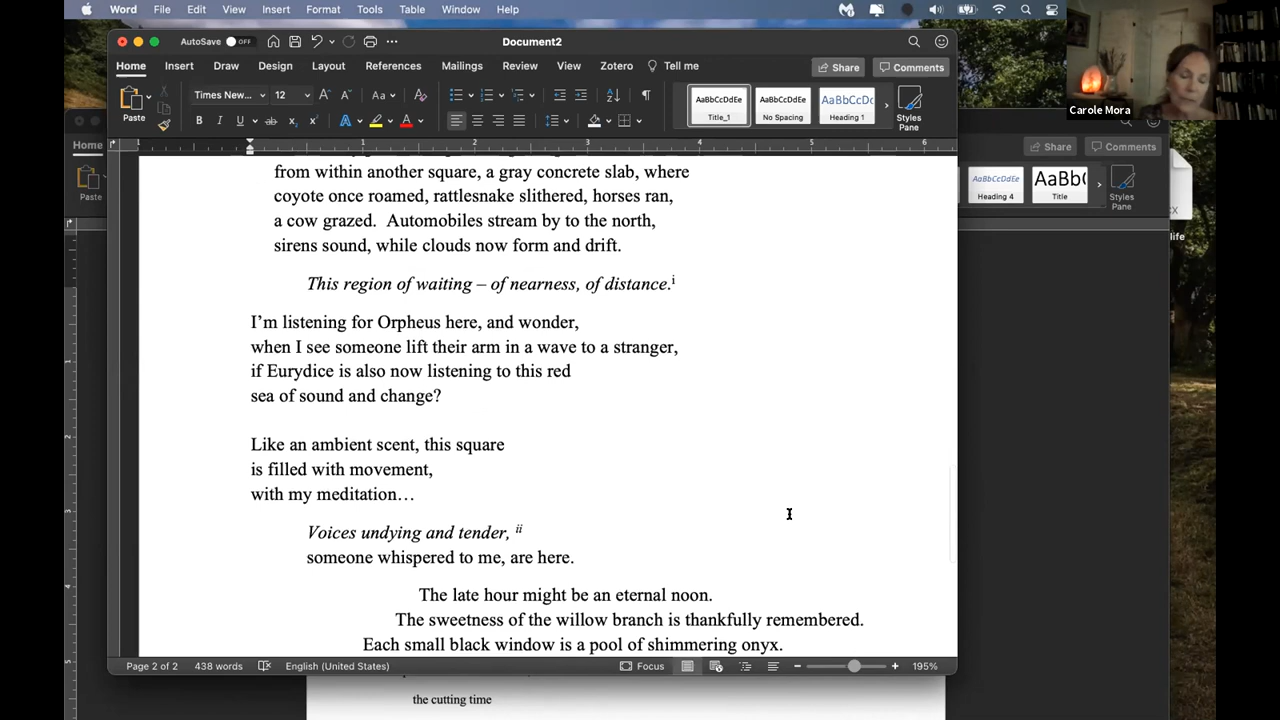 Word File Edit View Insert Format Tools Table Window Help
AutoSave OFF
Document2
Home Insert Draw Design Layout References Mailings Review View Zotero Tell me
Share Comments
Paste
Times New... 12
AaBbCcDdEe AaBbCcDdEe AaBbCcDc
Title_1 No Spacing Heading 1
Styles Pane
Carole Mora
Home
Share Comments
Paste
AaBbCcDdEe AaBb(
Heading 4 Title
Styles Pane
1 3 4 5 6
from within another square, a gray concrete slab, where
coyote once roamed, rattlesnake slithered, horses ran,
a cow grazed.  Automobiles stream by to the north,
sirens sound, while clouds now form and drift.
This region of waiting – of nearness, of distance.i
I’m listening for Orpheus here, and wonder,
when I see someone lift their arm in a wave to a stranger,
if Eurydice is also now listening to this red
sea of sound and change?
Like an ambient scent, this square
is filled with movement,
with my meditation…
Voices undying and tender, ii
someone whispered to me, are here.
The late hour might be an eternal noon.
The sweetness of the willow branch is thankfully remembered.
Each small black window is a pool of shimmering onyx.
Page 2 of 2 438 words English (United States) Focus 195%
the cutting time